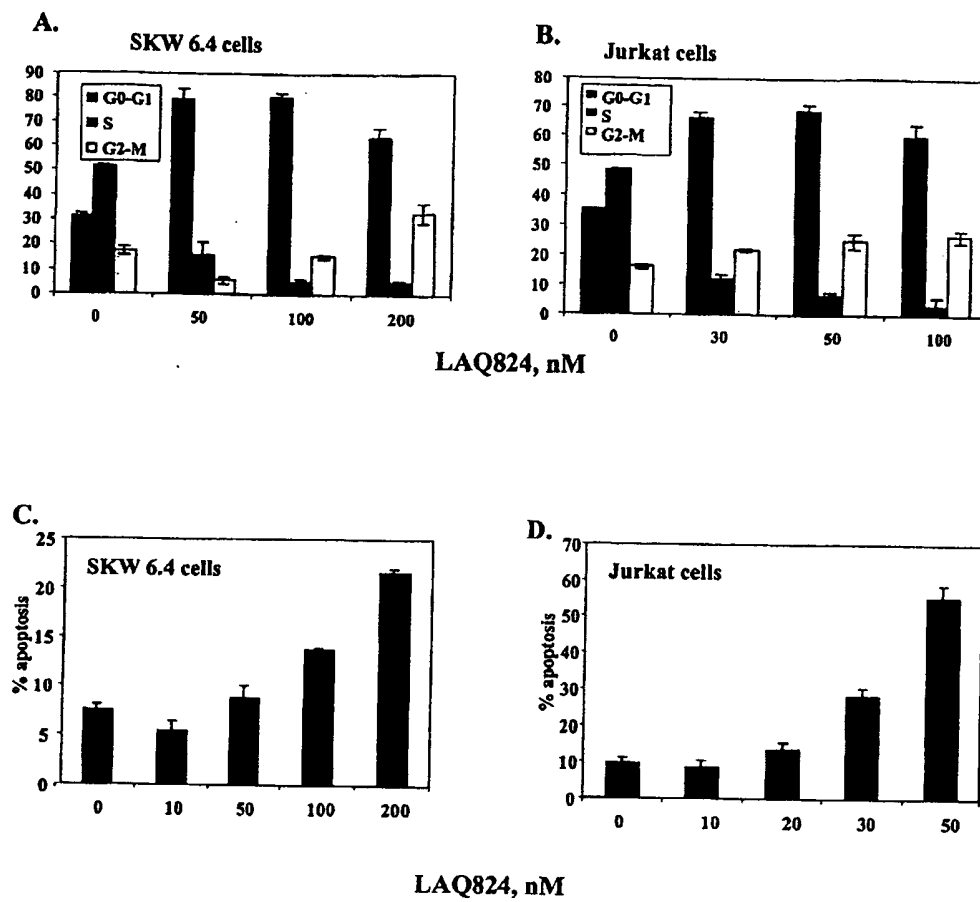 A.
SKW 6.4 cells
90
80
70
60
50
40
30
20
10
0
G0-G1
S
G2-M
0 50 100 200
B.
Jurkat cells
80
70
60
50
40
30
20
10
0
G0-G1
S
G2-M
0 30 50 100
LAQ824, nM
C.
SKW 6.4 cells
% apoptosis
25
20
15
10
5
0
0 10 50 100 200
D.
Jurkat cells
% apoptosis
70
60
50
40
30
20
10
0
0 10 20 30 50
LAQ824, nM